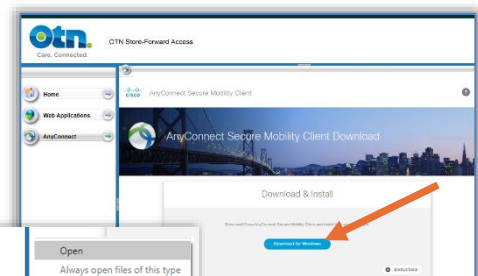 otn.
Care. Connected.
OTN Store-Forward Access
Home
Web Applications
AnyConnect
CISCO AnyConnect Secure Mobility Client
AnyConnect Secure Mobility Client Download
Download & Install
Download for Windows
Instructions
Open
Always open files of this type